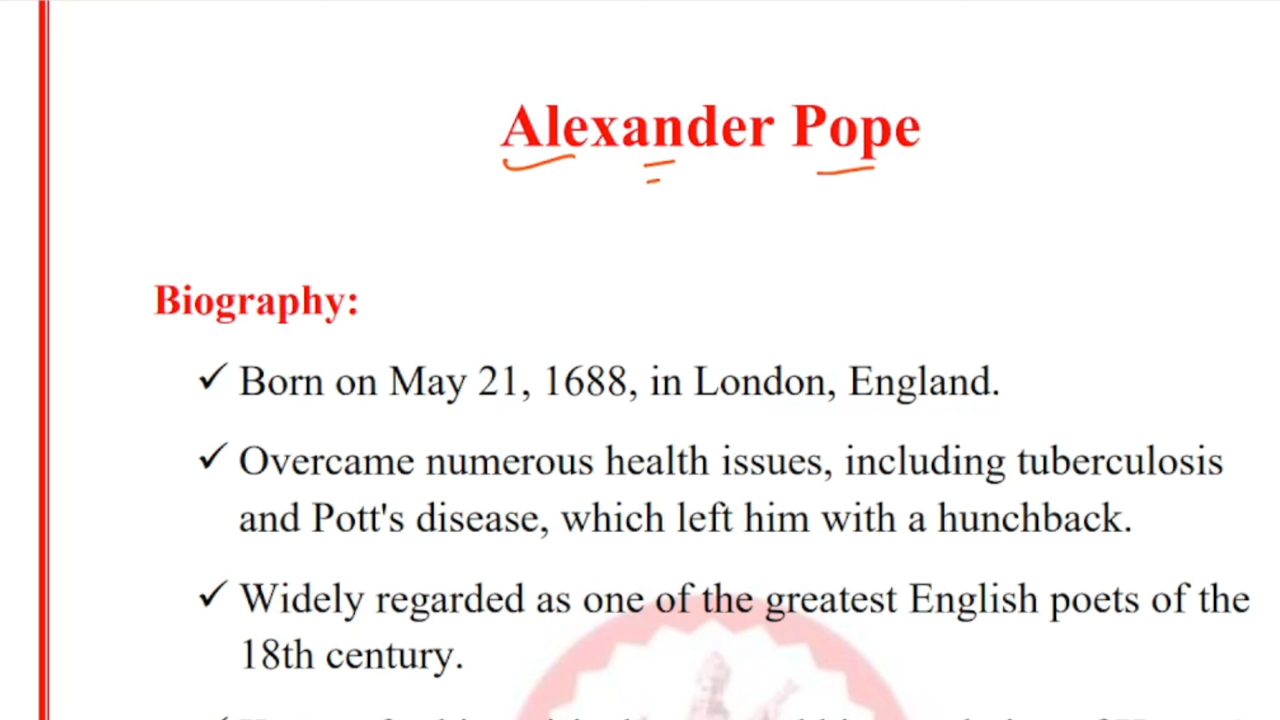 Alexander Pope
Biography:
✓ Born on May 21, 1688, in London, England.
✓ Overcame numerous health issues, including tuberculosis
and Pott's disease, which left him with a hunchback.
✓ Widely regarded as one of the greatest English poets of the
18th century.